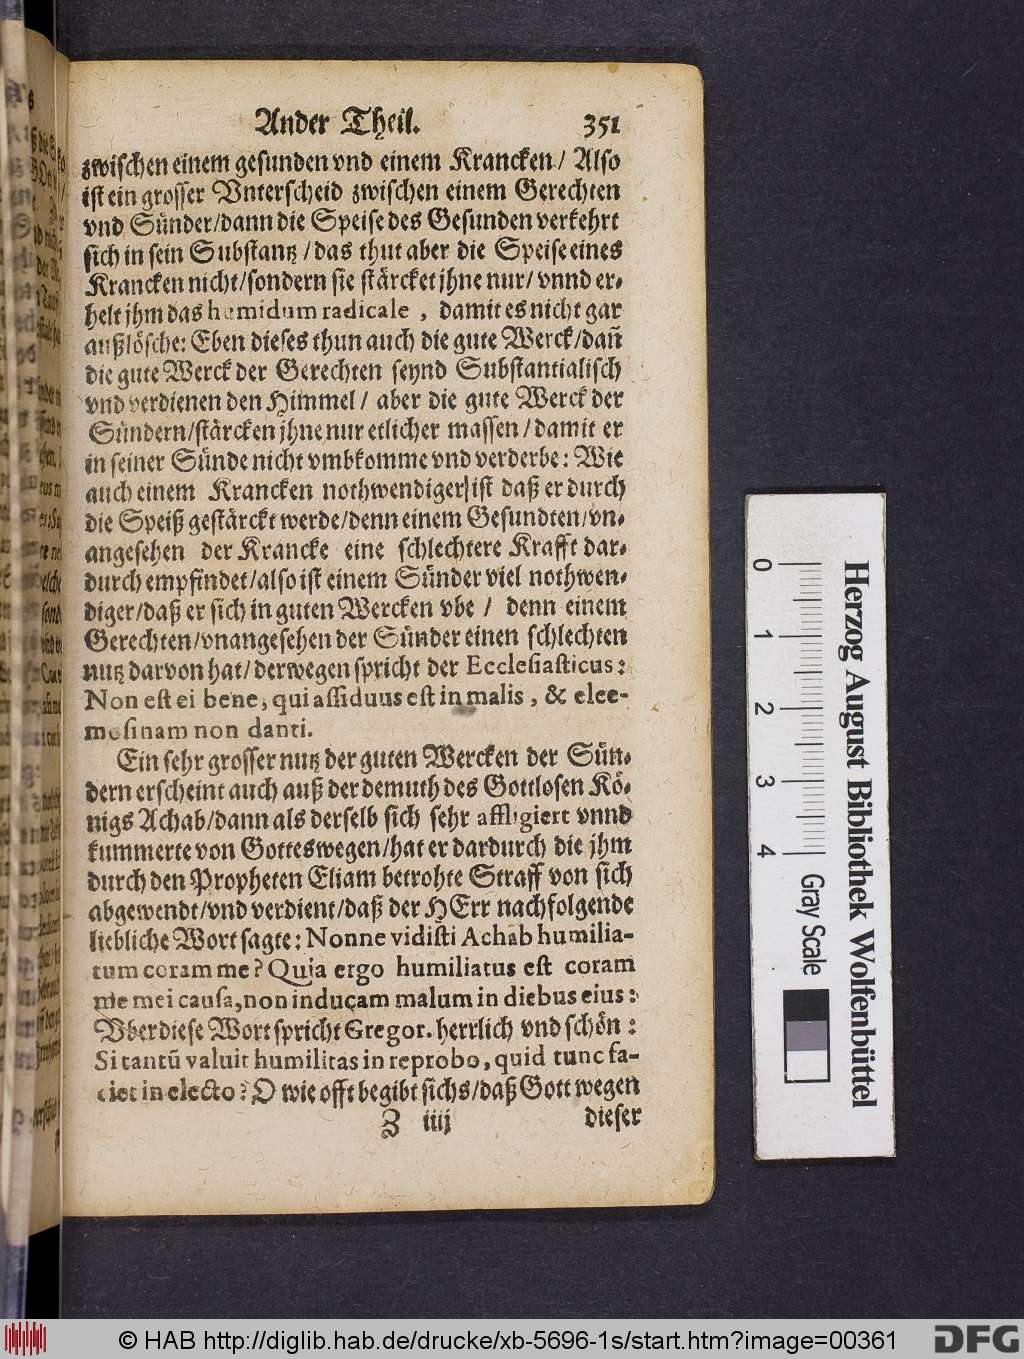 Ander Theil. 351
zwischen einem gesunden vnd einem Krancken / Also
ist ein grosser Vnterscheid zwischen einem Gerechten
vnd Sünder/dann die Speise des Gesunden verkehrt
sich in sein Substantz / das thut aber die Speise eines
Krancken nicht/sondern sie stärcket jhne nur/ vnnd er-
helt jhm das humidum radicale , damit es nicht gar
außlösche: Eben dieses thun auch die gute Werck/dañ
die gute Werck der Gerechten seynd Substantialisch
vnd verdienen den Himmel / aber die gute Werck der
Sündern/stärcken jhne nur etlicher massen / damit er
in seiner Sünde nicht vmbkomme vnd verderbe: Wie
auch einem Krancken nothwendiger ist daß er durch
die Speiß gestärckt werde/denn einem Gesundten/vn-
angesehen der Krancke eine schlechtere Krafft dar-
durch empfindet/also ist einem Sünder viel nothwen-
diger/daß er sich in guten Wercken vbe / denn einem
Gerechten/vnangesehen der Sünder einen schlechten
nutz darvon hat/derwegen spricht der Ecclesiasticus:
Non est ei bene, qui assiduus est in malis, & elee-
mosinam non danti.
Ein sehr grosser nutz der guten Wercken der Sün-
dern erscheint auch auß der demuth des Gottlosen Kö-
nigs Achab/dann als derselb sich sehr affligiert vnnd
kummerte von Gotteswegen/hat er dardurch die jhm
durch den Propheten Eliam betrohte Straff von sich
abgewendt/vnd verdient/daß der HErr nachfolgende
liebliche Wort sagte: Nonne vidisti Achab humilia-
tum coram me? Quia ergo humiliatus est coram
me mei causa, non inducam malum in diebus eius:
Vber diese Wort spricht Gregor. herrlich vnd schön:
Si tantū valuit humilitas in reprobo, quid tunc fa-
ciet in electo? O wie offt begibt sichs/daß Gott wegen
Z iiij dieser
Herzog August Bibliothek Wolfenbüttel
0 1 2 3 4
Gray Scale
© HAB http://diglib.hab.de/drucke/xb-5696-1s/start.htm?image=00361
DFG